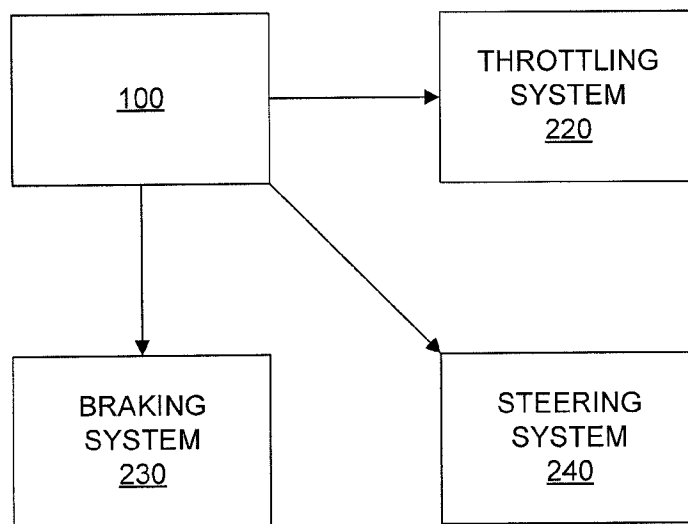 100
THROTTLING
SYSTEM
220
BRAKING
SYSTEM
230
STEERING
SYSTEM
240